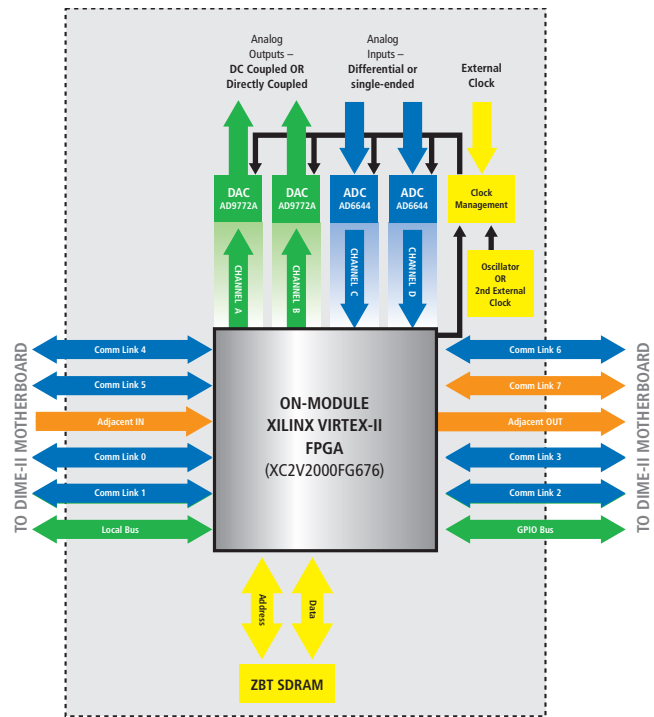 Analog
Outputs –
DC Coupled OR
Directly Coupled
Analog
Inputs –
Differential or
single-ended
External
Clock
DAC
AD9772A
DAC
AD9772A
ADC
AD6644
ADC
AD6644
Clock
Management
CHANNEL A
CHANNEL B
CHANNEL C
CHANNEL D
Oscillator
OR
2nd External
Clock
TO DIME-II MOTHERBOARD
Comm Link 4
Comm Link 5
Adjacent IN
Comm Link 0
Comm Link 1
Local Bus
ON-MODULE
XILINX VIRTEX-II
FPGA
(XC2V2000FG676)
Comm Link 6
Comm Link 7
Adjacent OUT
Comm Link 3
Comm Link 2
GPIO Bus
TO DIME-II MOTHERBOARD
Address
Data
ZBT SDRAM